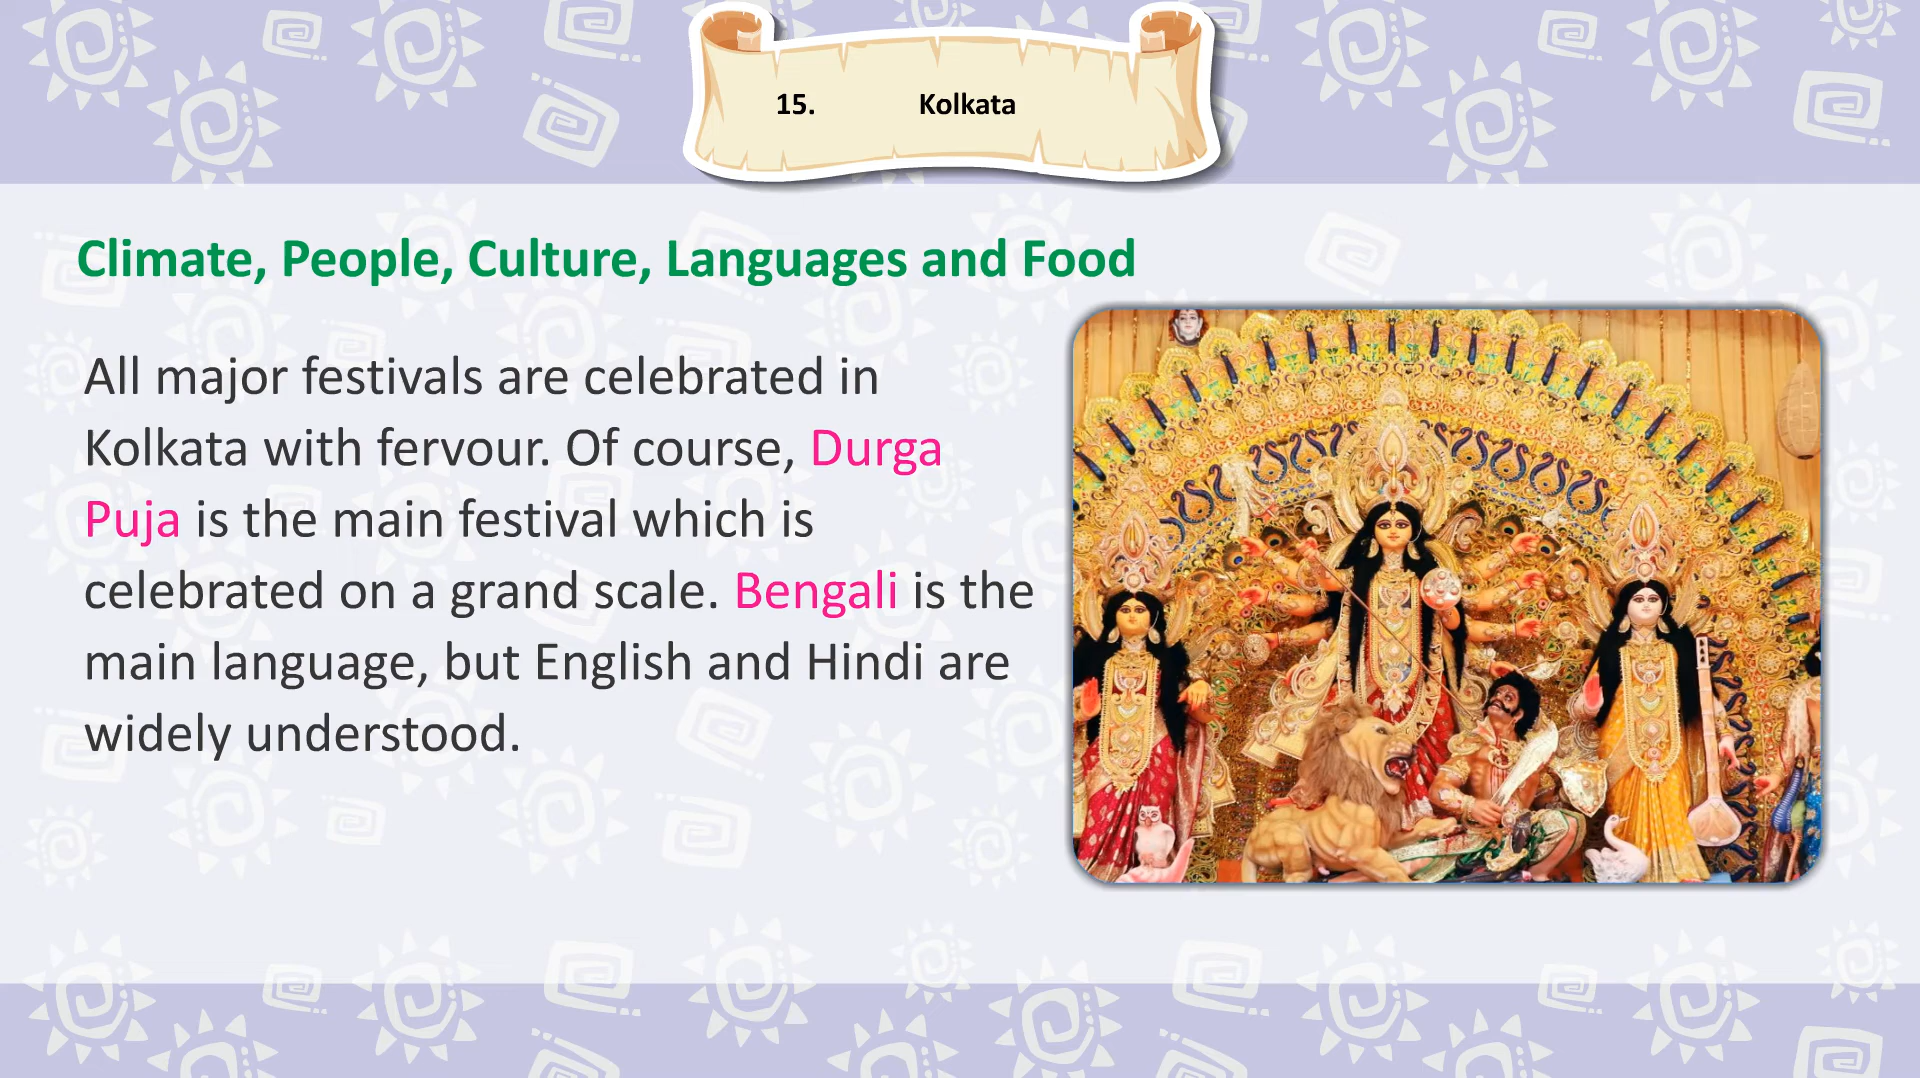 15. Kolkata
Climate, People, Culture, Languages and Food
All major festivals are celebrated in
Kolkata with fervour. Of course, Durga
Puja is the main festival which is
celebrated on a grand scale. Bengali is the
main language, but English and Hindi are
widely understood.